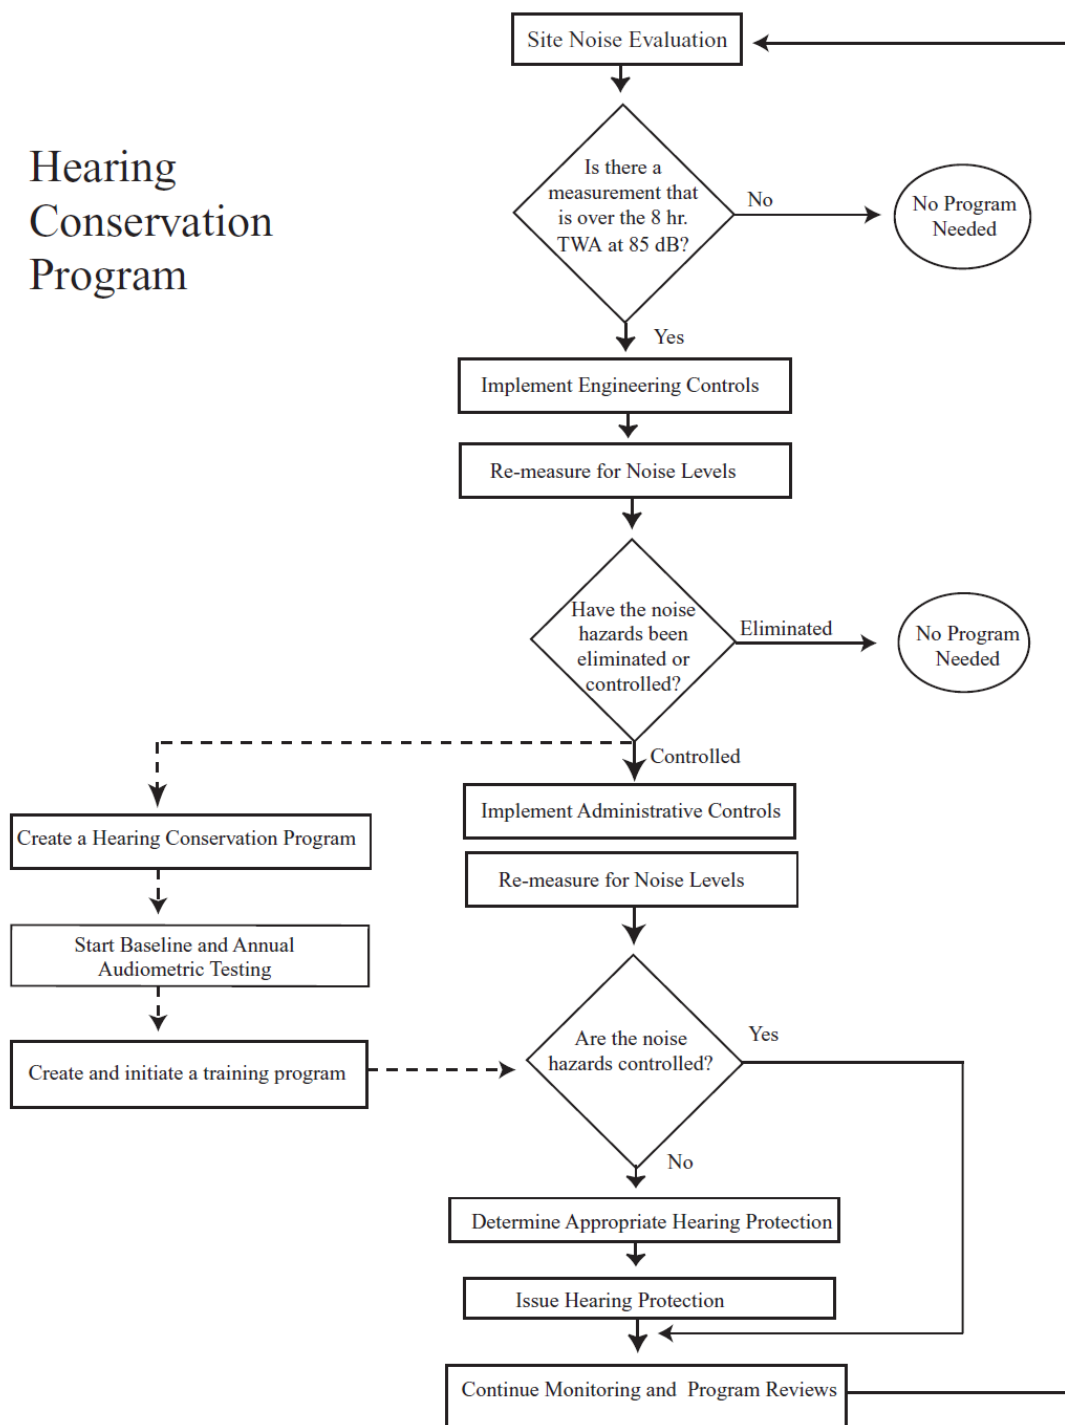 Site Noise Evaluation
Hearing
Conservation
Program
Is there a
measurement that
is over the 8 hr.
TWA at 85 dB?
No
No Program
Needed
Yes
Implement Engineering Controls
Re-measure for Noise Levels
Have the noise
hazards been
eliminated or
controlled?
Eliminated
No Program
Needed
Controlled
Implement Administrative Controls
Create a Hearing Conservation Program
Re-measure for Noise Levels
Start Baseline and Annual
Audiometric Testing
Create and initiate a training program
Are the noise
hazards controlled?
Yes
No
Determine Appropriate Hearing Protection
Issue Hearing Protection
Continue Monitoring and Program Reviews